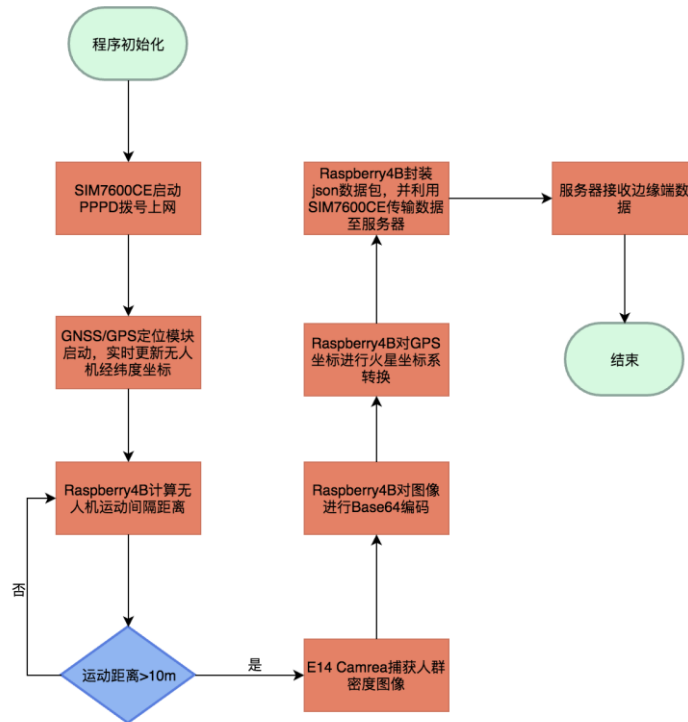 程序初始化
SIM7600CE启动
PPPD拨号上网
GNSS/GPS定位模块
启动，实时更新无人
机经纬度坐标
Raspberry4B计算无
人机运动间隔距离
否
运动距离>10m
是
E14 Camrea捕获人群
密度图像
Raspberry4B对图像
进行Base64编码
Raspberry4B对GPS
坐标进行火星坐标系
转换
Raspberry4B封装
json数据包，并利用
SIM7600CE传输数据
至服务器
服务器接收边缘端数
据
结束